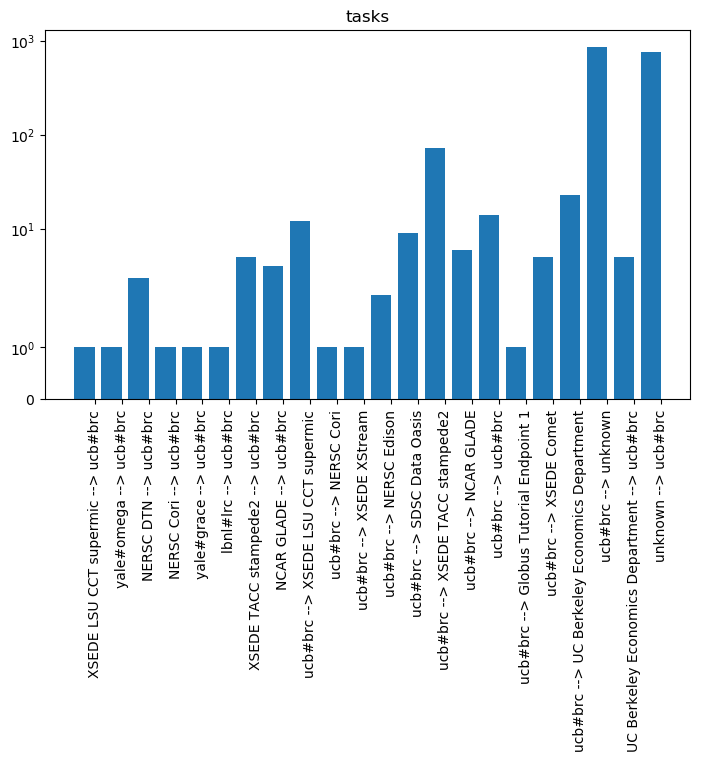 tasks
10³
10²
10¹
10⁰
0
XSEDE LSU CCT supermic --> ucb#brc
yale#omega --> ucb#brc
NERSC DTN --> ucb#brc
NERSC Cori --> ucb#brc
yale#grace --> ucb#brc
lbnl#lrc --> ucb#brc
XSEDE TACC stampede2 --> ucb#brc
NCAR GLADE --> ucb#brc
ucb#brc --> XSEDE LSU CCT supermic
ucb#brc --> NERSC Cori
ucb#brc --> XSEDE XStream
ucb#brc --> NERSC Edison
ucb#brc --> SDSC Data Oasis
ucb#brc --> XSEDE TACC stampede2
ucb#brc --> NCAR GLADE
ucb#brc --> ucb#brc
ucb#brc --> Globus Tutorial Endpoint 1
ucb#brc --> XSEDE Comet
ucb#brc --> UC Berkeley Economics Department
ucb#brc --> unknown
UC Berkeley Economics Department --> ucb#brc
unknown --> ucb#brc